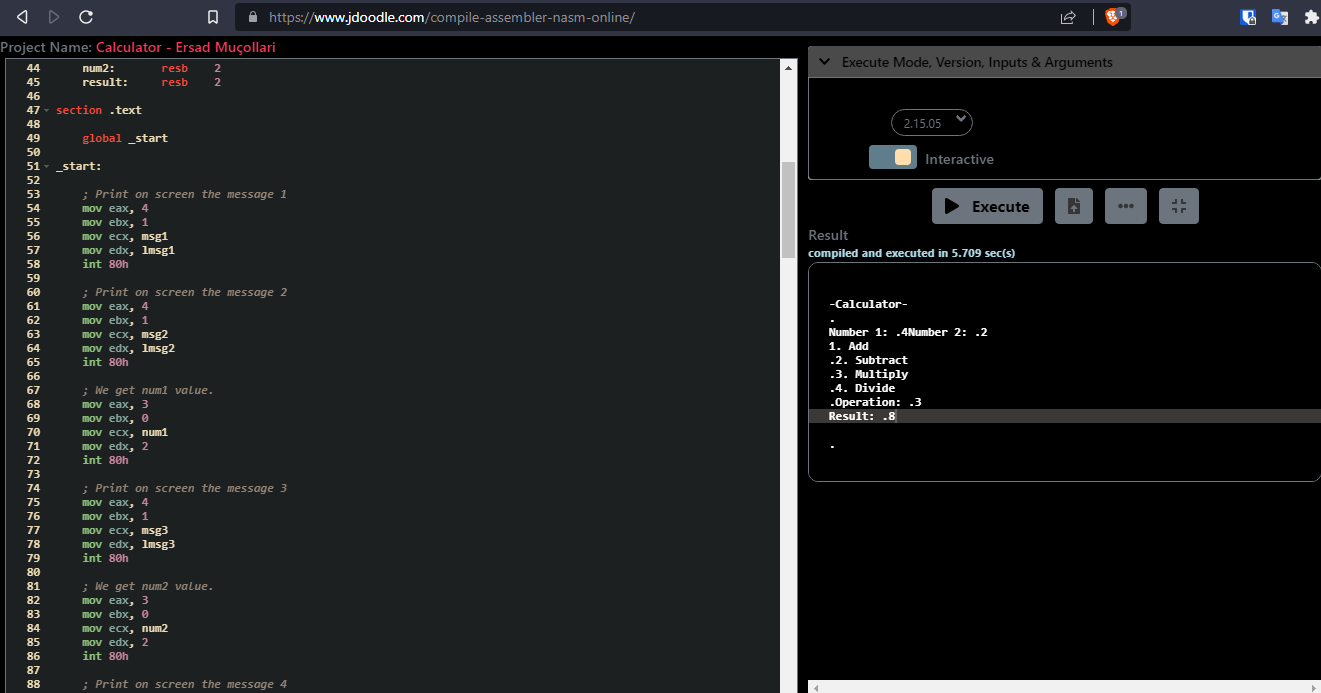 https://www.jdoodle.com/compile-assembler-nasm-online/
1
Project Name: Calculator - Ersad Muçollari
44 num2: resb 2
45 result: resb 2
46
47 section .text
48
49 global _start
50
51 _start:
52
53 ; Print on screen the message 1
54 mov eax, 4
55 mov ebx, 1
56 mov ecx, msg1
57 mov edx, lmsg1
58 int 80h
59
60 ; Print on screen the message 2
61 mov eax, 4
62 mov ebx, 1
63 mov ecx, msg2
64 mov edx, lmsg2
65 int 80h
66
67 ; We get num1 value.
68 mov eax, 3
69 mov ebx, 0
70 mov ecx, num1
71 mov edx, 2
72 int 80h
73
74 ; Print on screen the message 3
75 mov eax, 4
76 mov ebx, 1
77 mov ecx, msg3
78 mov edx, lmsg3
79 int 80h
80
81 ; We get num2 value.
82 mov eax, 3
83 mov ebx, 0
84 mov ecx, num2
85 mov edx, 2
86 int 80h
87
88 ; Print on screen the message 4
Execute Mode, Version, Inputs & Arguments
2.15.05
Interactive
Execute
Result
compiled and executed in 5.709 sec(s)
-Calculator-
.
Number 1: .4Number 2: .2
1. Add
.2. Subtract
.3. Multiply
.4. Divide
.Operation: .3
Result: .8
.